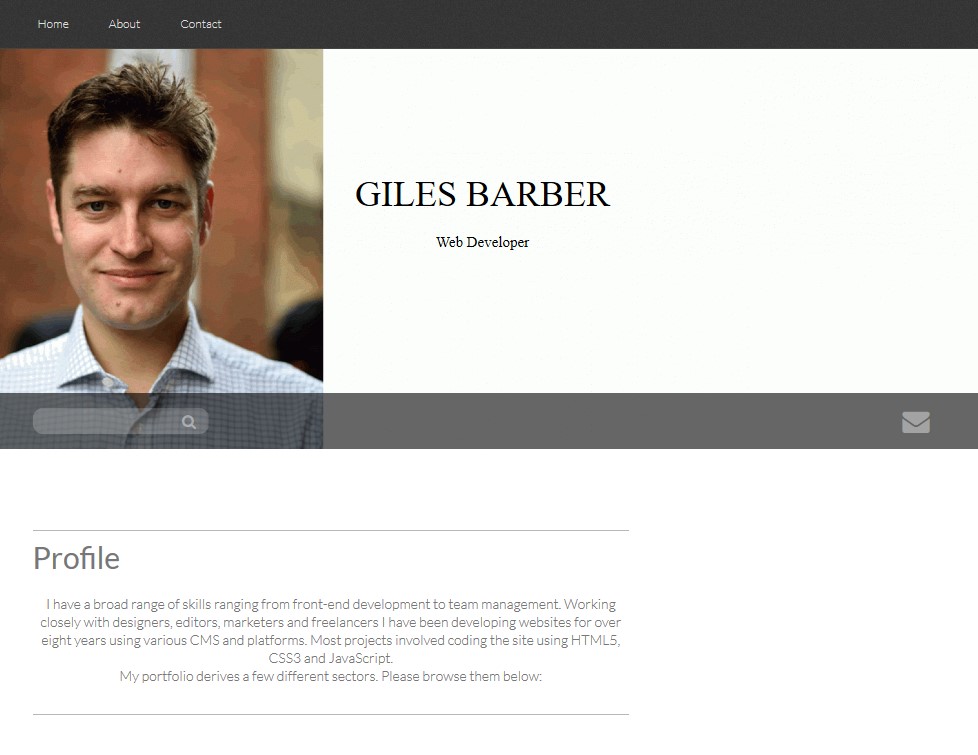 Home About Contact
GILES BARBER
Web Developer
Profile
I have a broad range of skills ranging from front-end development to team management. Working
closely with designers, editors, marketers and freelancers I have been developing websites for over
eight years using various CMS and platforms. Most projects involved coding the site using HTML5,
CSS3 and JavaScript.
My portfolio derives a few different sectors. Please browse them below: